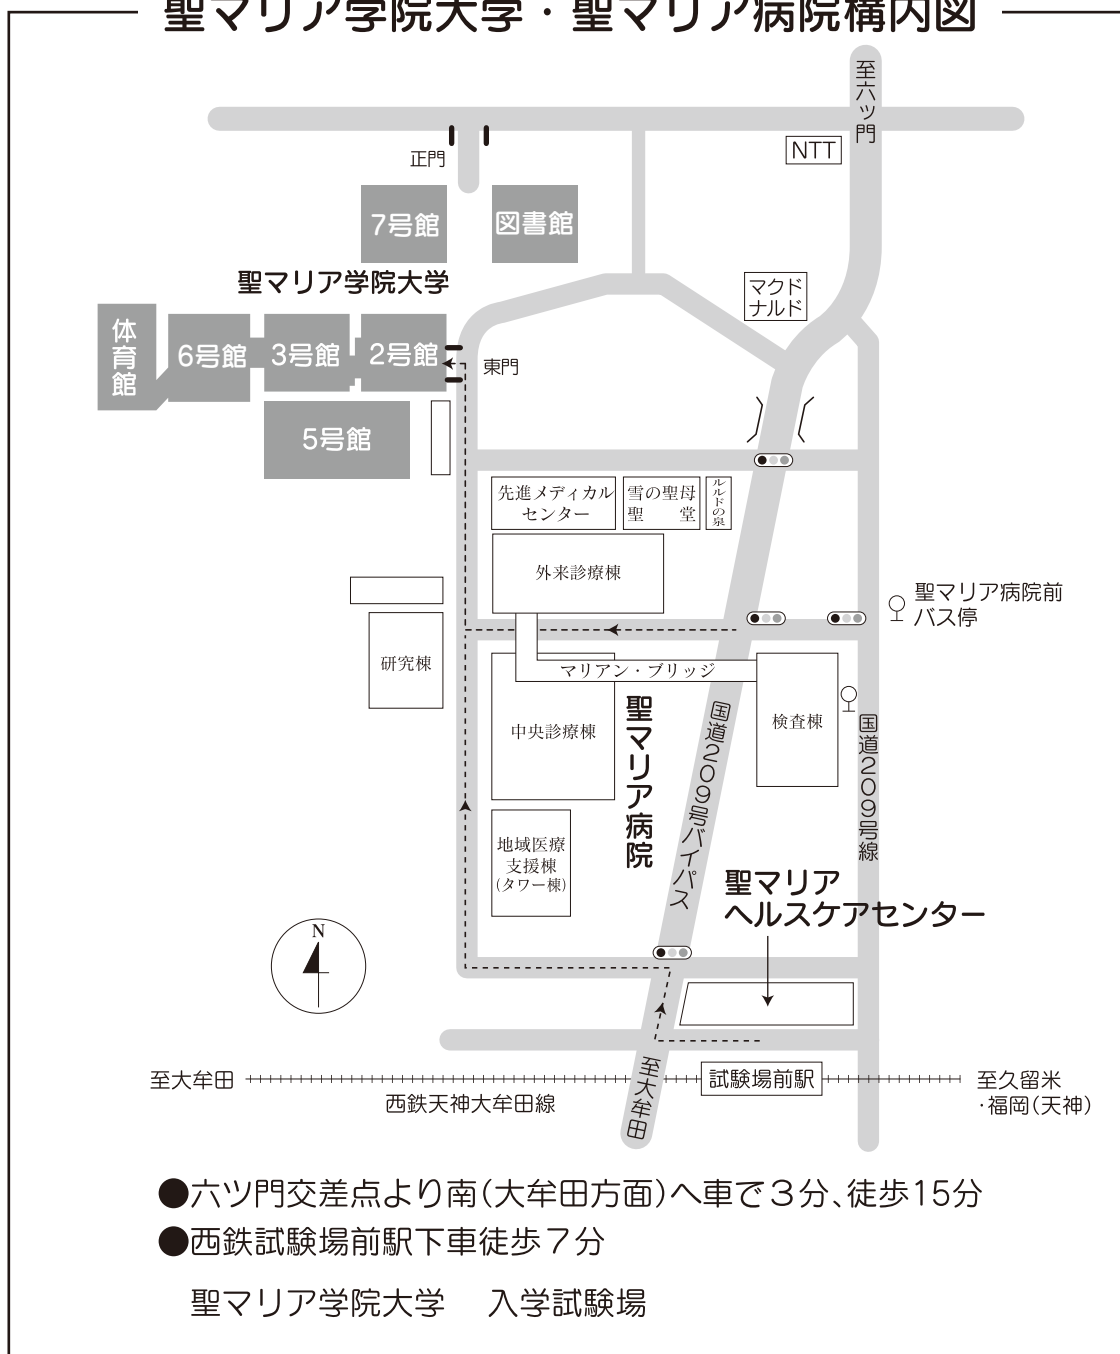 聖マリア学院大学・聖マリア病院構内図
至六ツ門
正門
NTT
7号館
図書館
聖マリア学院大学
マクド
ナルド
体育館
6号館
3号館
2号館
東門
5号館
先進メディカル
センター
雪の聖母
聖　堂
ルルドの泉
外来診療棟
聖マリア病院前
バス停
研究棟
マリアン・ブリッジ
中央診療棟
聖マリア病院
国道209号バイパス
検査棟
国道209号線
地域医療
支援棟
(タワー棟)
聖マリア
ヘルスケアセンター
N
至大牟田
至大牟田
試験場前駅
西鉄天神大牟田線
至久留米
・福岡(天神)
●六ツ門交差点より南(大牟田方面)へ車で3分、徒歩15分
●西鉄試験場前駅下車徒歩7分
聖マリア学院大学　入学試験場